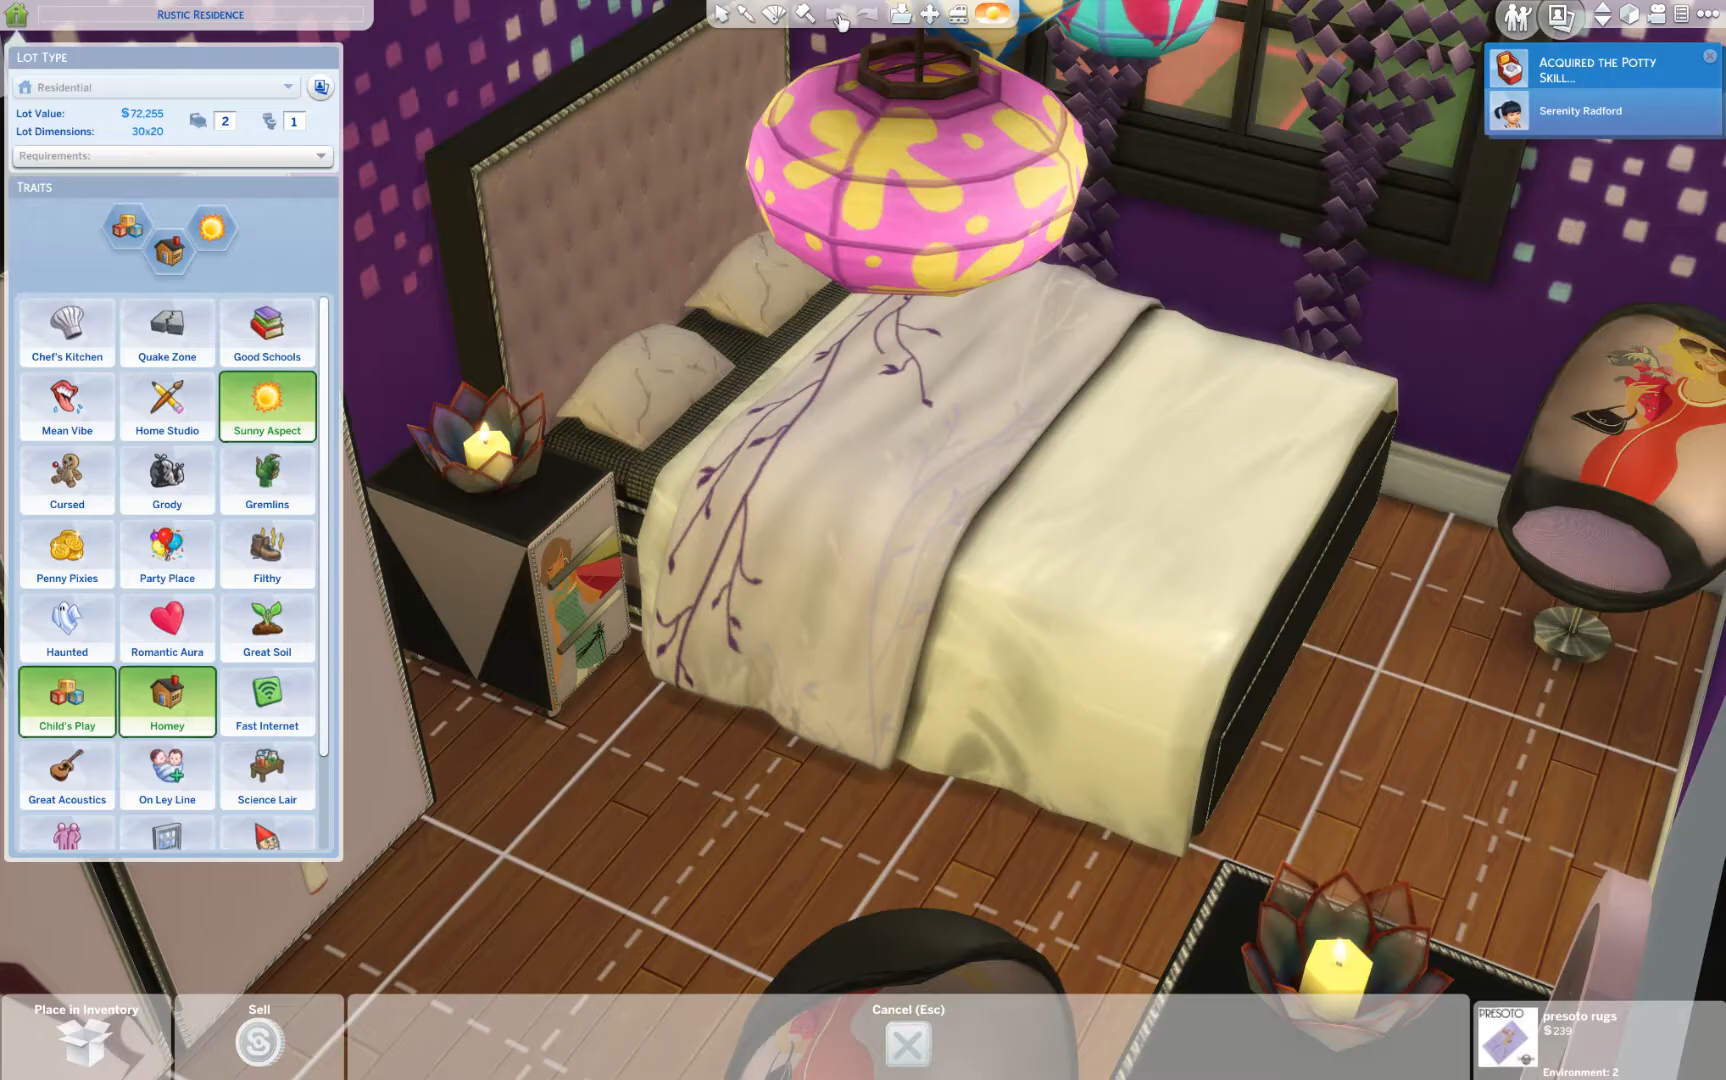 RUSTIC RESIDENCE
LOT TYPE
Residential
Lot Value: $72,255 2 1
Lot Dimensions: 30x20
Requirements:
TRAITS
Chef's Kitchen Quake Zone Good Schools
Mean Vibe Home Studio Sunny Aspect
Cursed Grody Gremlins
Penny Pixies Party Place Filthy
Haunted Romantic Aura Great Soil
Child's Play Homey Fast Internet
Great Acoustics On Ley Line Science Lair
ACQUIRED THE POTTY
SKILL...
Serenity Radford
Place in Inventory
Sell
Cancel (Esc)
PRESOTO
presoto rugs
$239
Environment: 2